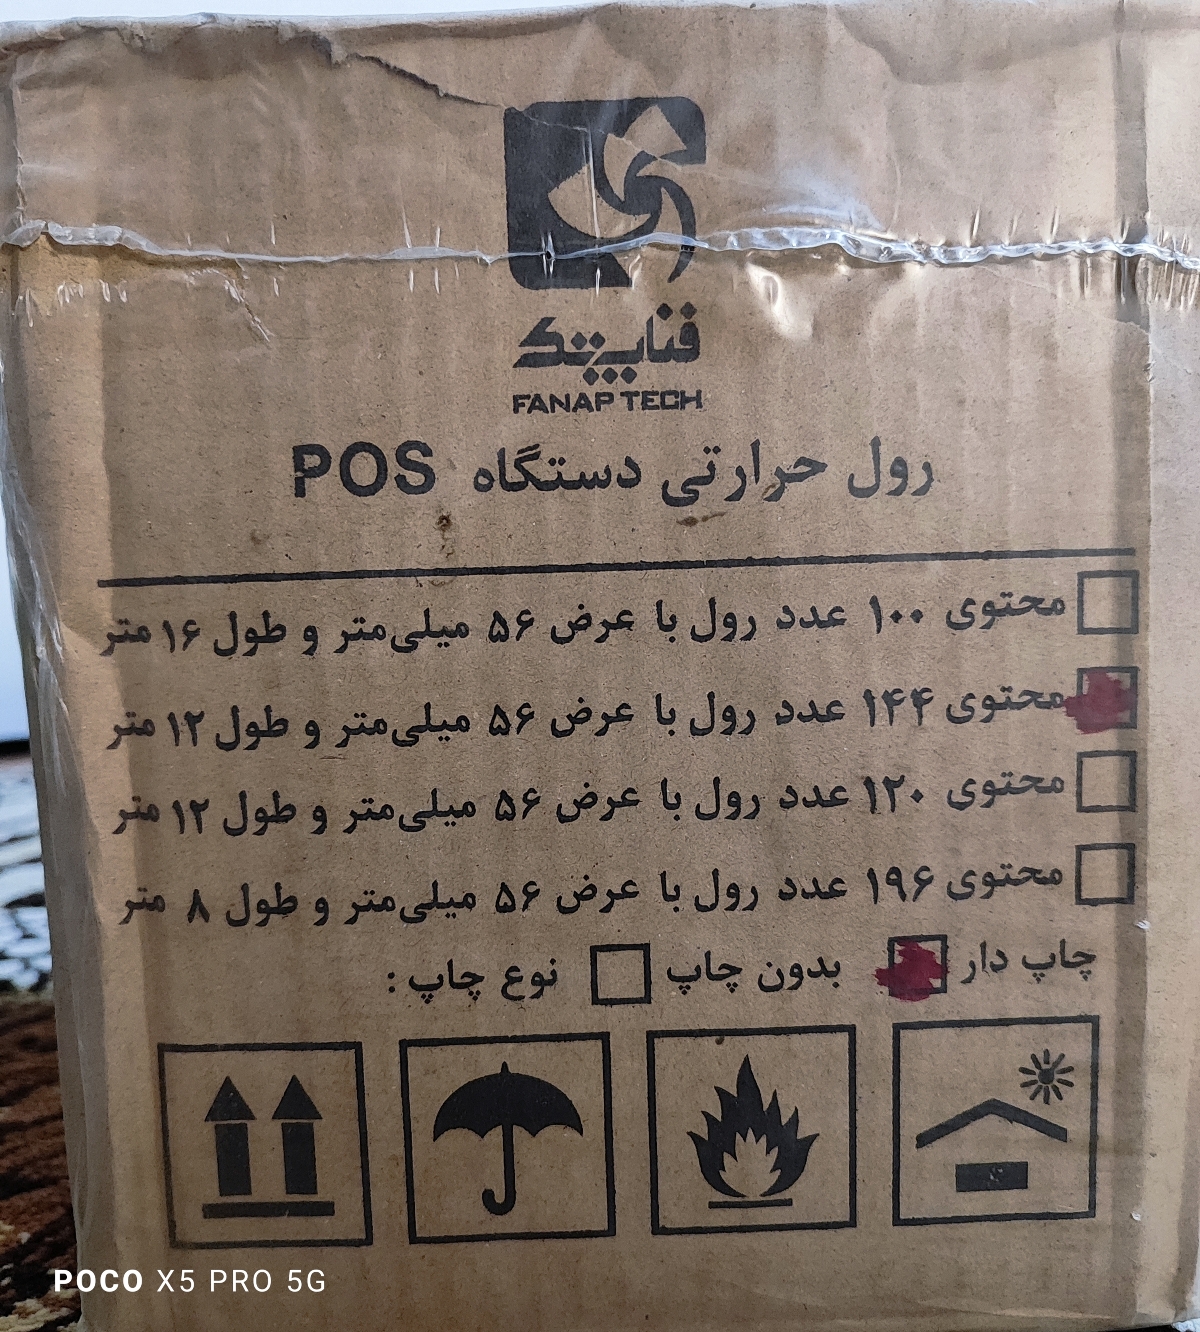 فناپ تک
FANAP TECH
رول حرارتی دستگاه POS
محتوی ۱۰۰ عدد رول با عرض ۵۶ میلی‌متر و طول ۱۶ متر
محتوی ۱۴۴ عدد رول با عرض ۵۶ میلی‌متر و طول ۱۲ متر
محتوی ۱۲۰ عدد رول با عرض ۵۶ میلی‌متر و طول ۱۲ متر
محتوی ۱۹۶ عدد رول با عرض ۵۶ میلی‌متر و طول ۸ متر
چاپ دار بدون چاپ نوع چاپ :
POCO X5 PRO 5G